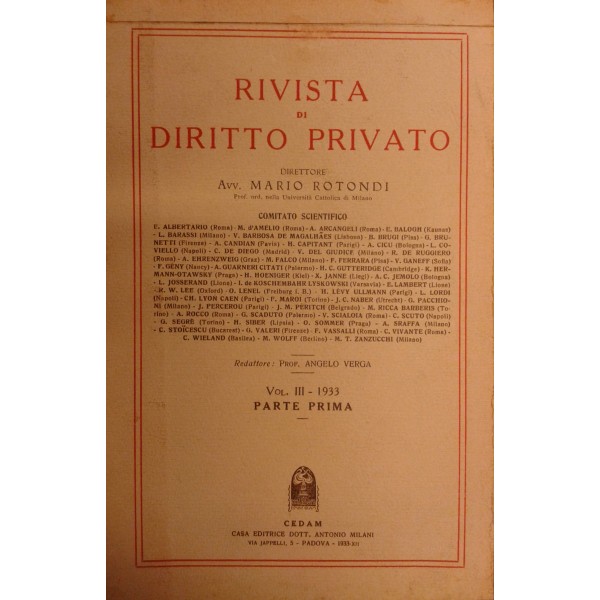 RIVISTA
DI
DIRITTO PRIVATO
DIRETTORE
Avv. MARIO ROTONDI
Prof. ord. nella Università Cattolica di Milano
COMITATO SCIENTIFICO
E. ALBERTARIO (Roma) - M. d'AMELIO (Roma) - A. ARCANGELI (Roma) - E. BALOGH (Kaunas)
- L. BARASSI (Milano) - V. BARBOSA DE MAGALHÃES (Lisbona) - B. BRUGI (Pisa) - G. BRU-
NETTI (Firenze) - A. CANDIAN (Pavia) - H. CAPITANT (Parigi) - A. CICU (Bologna) - L. CO-
VIELLO (Napoli) - C. DE DIEGO (Madrid) - V. DEL GIUDICE (Milano) - R. DE RUGGIERO
(Roma) - A. EHRENZWEIG (Graz) - M. FALCO (Milano) - F. FERRARA (Pisa) - V. GANEFF (Sofia)
- F. GÉNY (Nancy) - A. GUARNERI CITATI (Palermo) - H. C. GUTTERIDGE (Cambridge) - K. HER-
MANN-OTAWSKY (Praga) - H. HOENIGER (Kiel) - K. JANNE (Liegi) - A. C. JEMOLO (Bologna)
- L. JOSSERAND (Lione) - I. de KOSCHEMBAHR LYSKOWSKI (Varsavia) - E. LAMBERT (Lione)
- R. W. LEE (Oxford) - O. LENEL (Freiburg i. B.) - H. LÉVY ULLMANN (Parigi) - L. LORDI
(Napoli) - CH. LYON CAEN (Parigi) - F. MAROI (Torino) - J. C. NABER (Utrecht) - G. PACCHIO-
NI (Milano) - J. PERCEROU (Parigi) - J. M. PERITCH (Belgrado) - M. RICCA BARBERIS (To-
rino) - A. ROCCO (Roma) - G. SCADUTO (Palermo) - V. SCIALOIA (Roma) - C. SCUTO (Napoli)
- G. SEGRÈ (Torino) - H. SIBER (Lipsia) - O. SOMMER (Praga) - A. SRAFFA (Milano) -
- C. STOÏCESCU (Bucarest) - G. VALERI (Firenze) - F. VASSALLI (Roma) - C. VIVANTE (Roma) -
C. WIELAND (Basilea) - M. WOLFF (Berlino) - M. T. ZANZUCCHI (Milano)
Redattore: PROF. ANGELO VERGA
VOL. III - 1933
PARTE PRIMA
CEDAM
CASA EDITRICE DOTT. ANTONIO MILANI
VIA JAPPELLI, 5 - PADOVA - 1933 XII